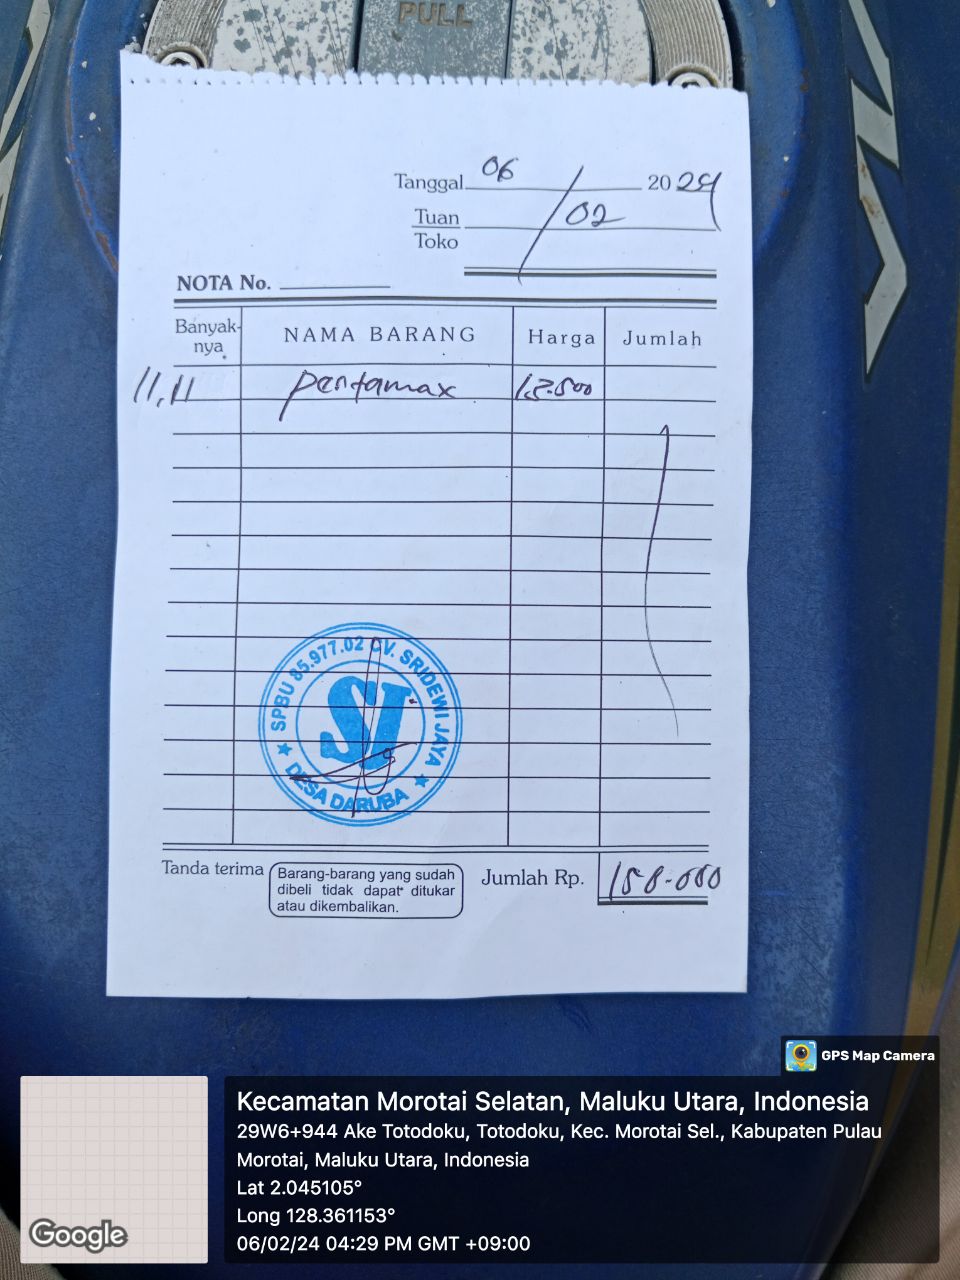 PULL
Tanggal 06 / 02 2024
Tuan
Toko
NOTA No.
Banyak-nya NAMA BARANG Harga Jumlah
11,11 Pertamax 13.500
SPBU 85.977.02 CV. SRIDEWI JAYA
SJ
DESA DARUBA
Tanda terima
Barang-barang yang sudah
dibeli tidak dapat ditukar
atau dikembalikan.
Jumlah Rp. 150.000
GPS Map Camera
Google
Kecamatan Morotai Selatan, Maluku Utara, Indonesia
29W6+944 Ake Totodoku, Totodoku, Kec. Morotai Sel., Kabupaten Pulau
Morotai, Maluku Utara, Indonesia
Lat 2.045105°
Long 128.361153°
06/02/24 04:29 PM GMT +09:00